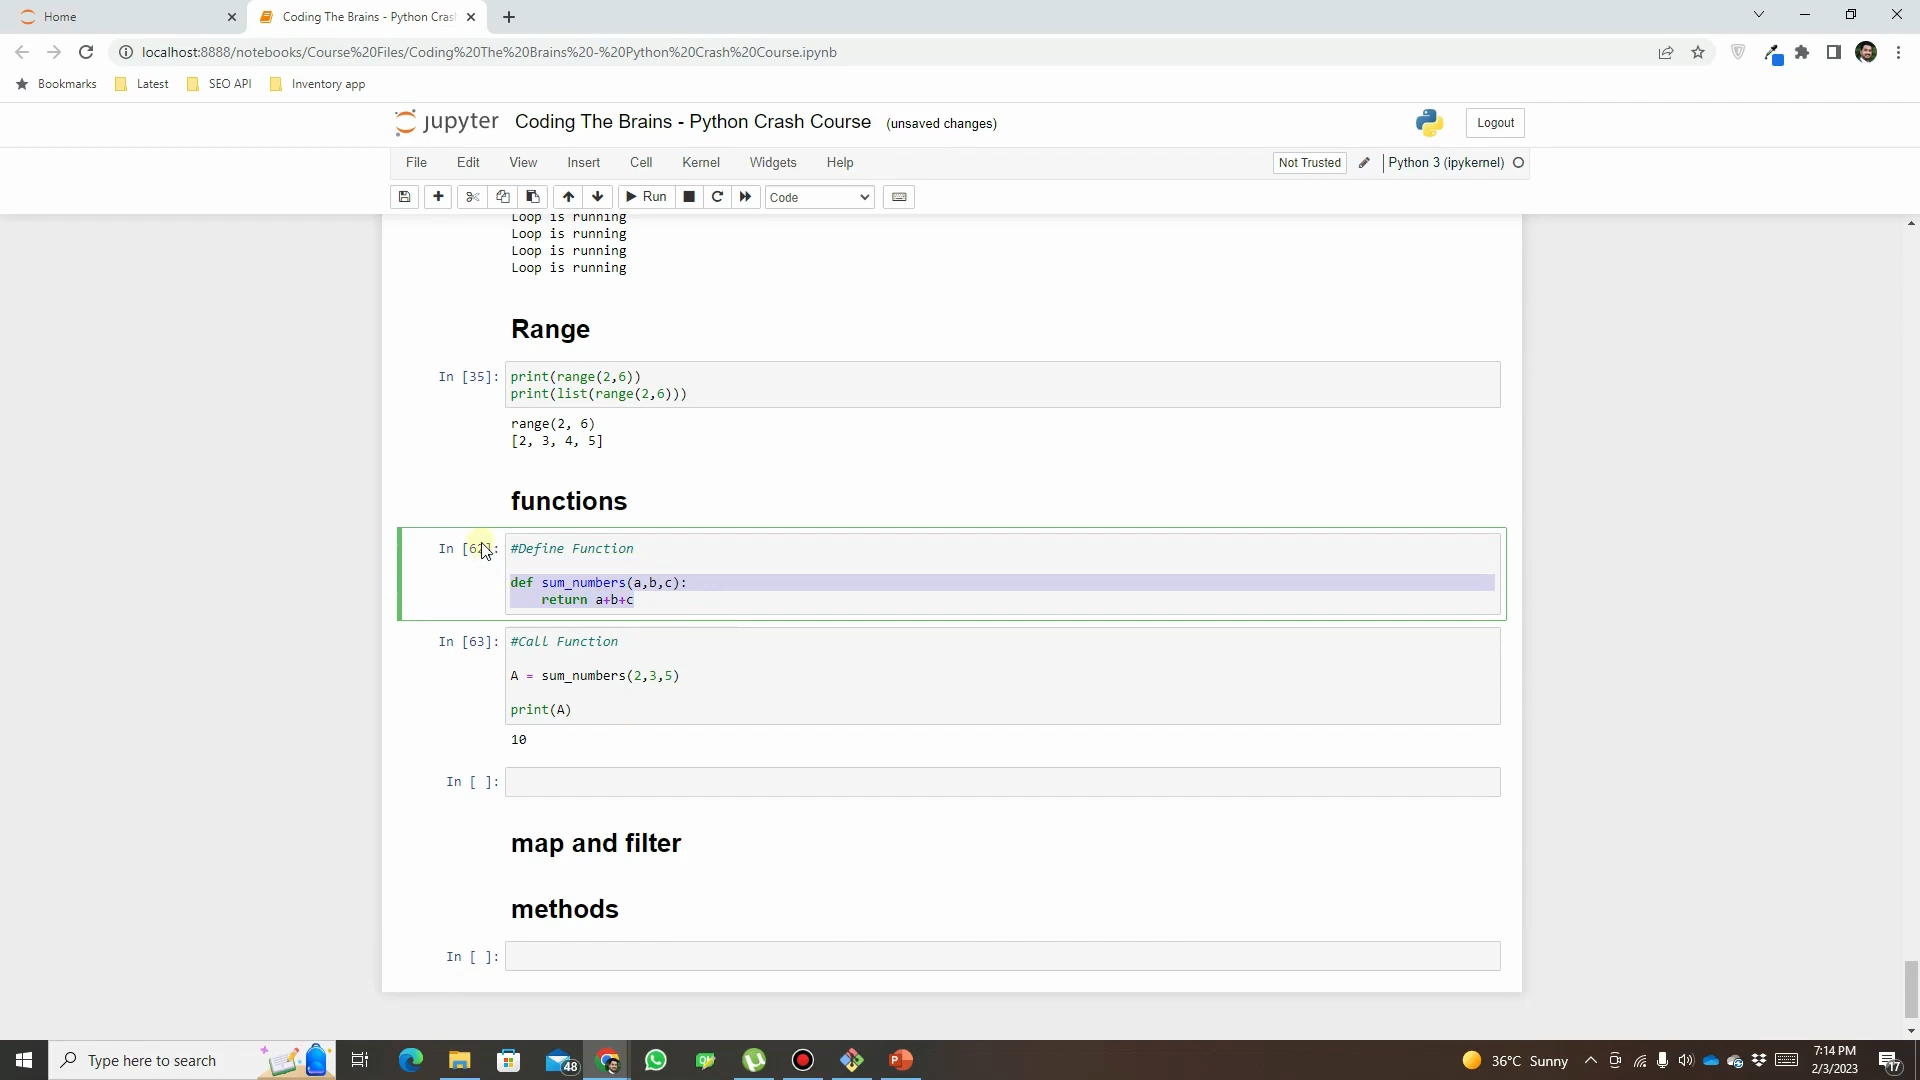 Home
Coding The Brains - Python Cras
localhost:8888/notebooks/Course%20Files/Coding%20The%20Brains%20-%20Python%20Crash%20Course.ipynb
Bookmarks
Latest
SEO API
Inventory app
jupyter
Coding The Brains - Python Crash Course
(unsaved changes)
Logout
File
Edit
View
Insert
Cell
Kernel
Widgets
Help
Not Trusted
Python 3 (ipykernel)
Run
Code
Loop is running
Loop is running
Loop is running
Loop is running
Range
In [35]:
print(range(2,6))
print(list(range(2,6)))
range(2, 6)
[2, 3, 4, 5]
functions
In [62]:
#Define Function
def sum_numbers(a,b,c):
return a+b+c
In [63]:
#Call Function
A = sum_numbers(2,3,5)
print(A)
10
In [ ]:
map and filter
methods
In [ ]:
Type here to search
48
36°C Sunny
7:14 PM
2/3/2023
17